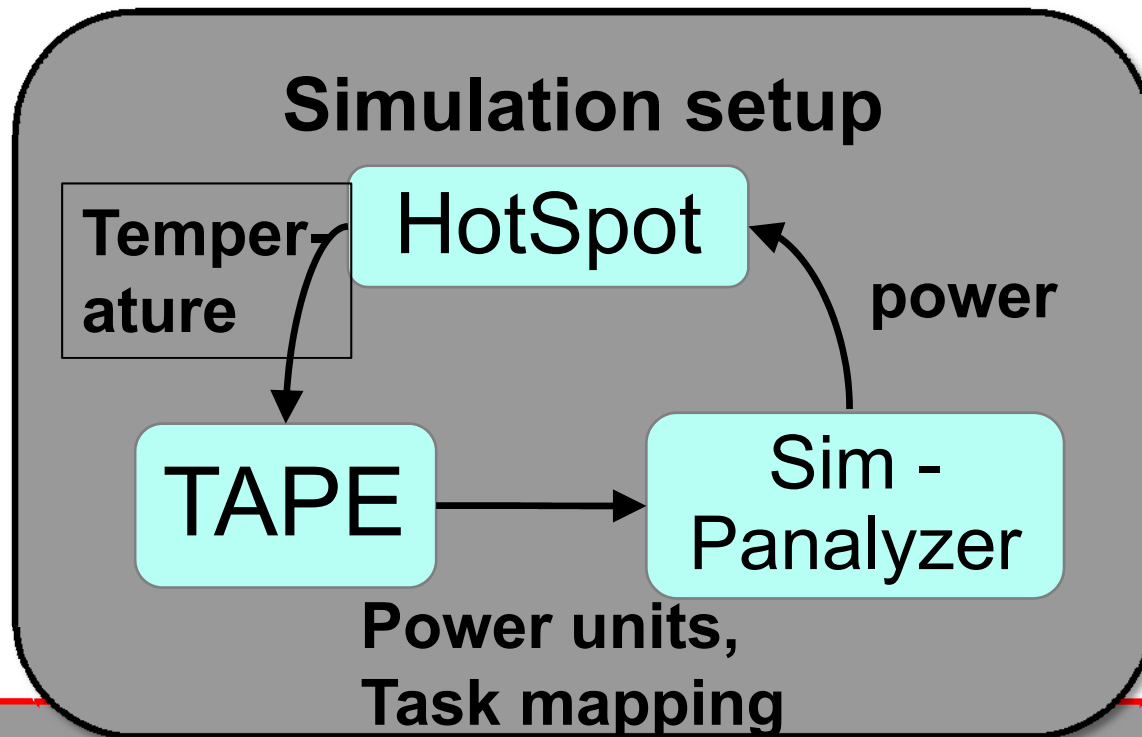 Simulation setup
HotSpot
Temper-
ature
power
TAPE
Sim -
Panalyzer
Power units,
Task mapping